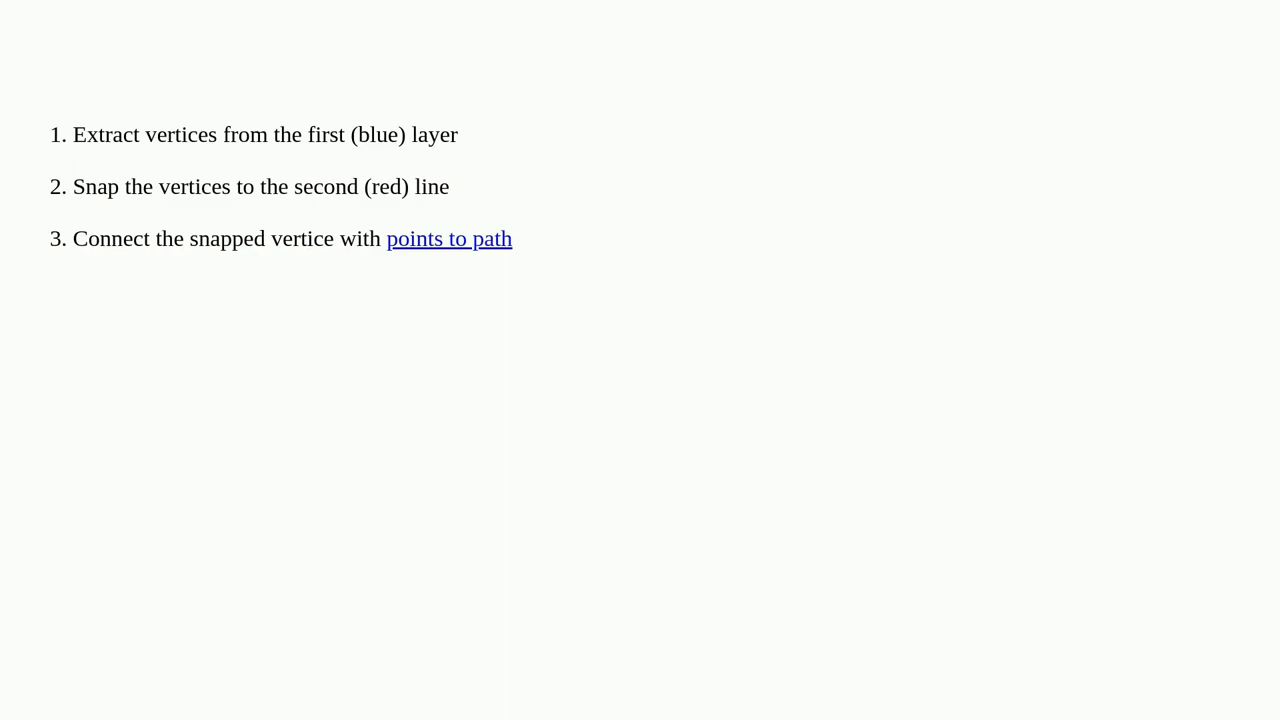 1. Extract vertices from the first (blue) layer
2. Snap the vertices to the second (red) line
3. Connect the snapped vertice with points to path